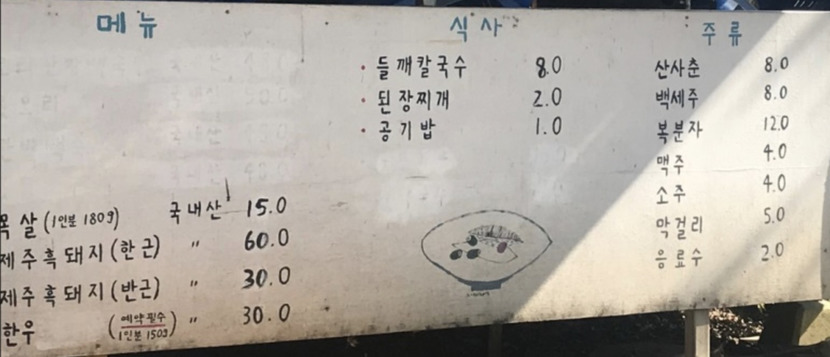 메뉴
목살 (1인분 180g) 국내산 15.0
제주흑돼지 (한근) " 60.0
제주흑돼지 (반근) " 30.0
한우 (예약필수 1인분 150g) " 30.0
식사
• 들깨칼국수 8.0
• 된장찌개 2.0
• 공기밥 1.0
주류
산사춘 8.0
백세주 8.0
복분자 12.0
맥주 4.0
소주 4.0
막걸리 5.0
음료수 2.0